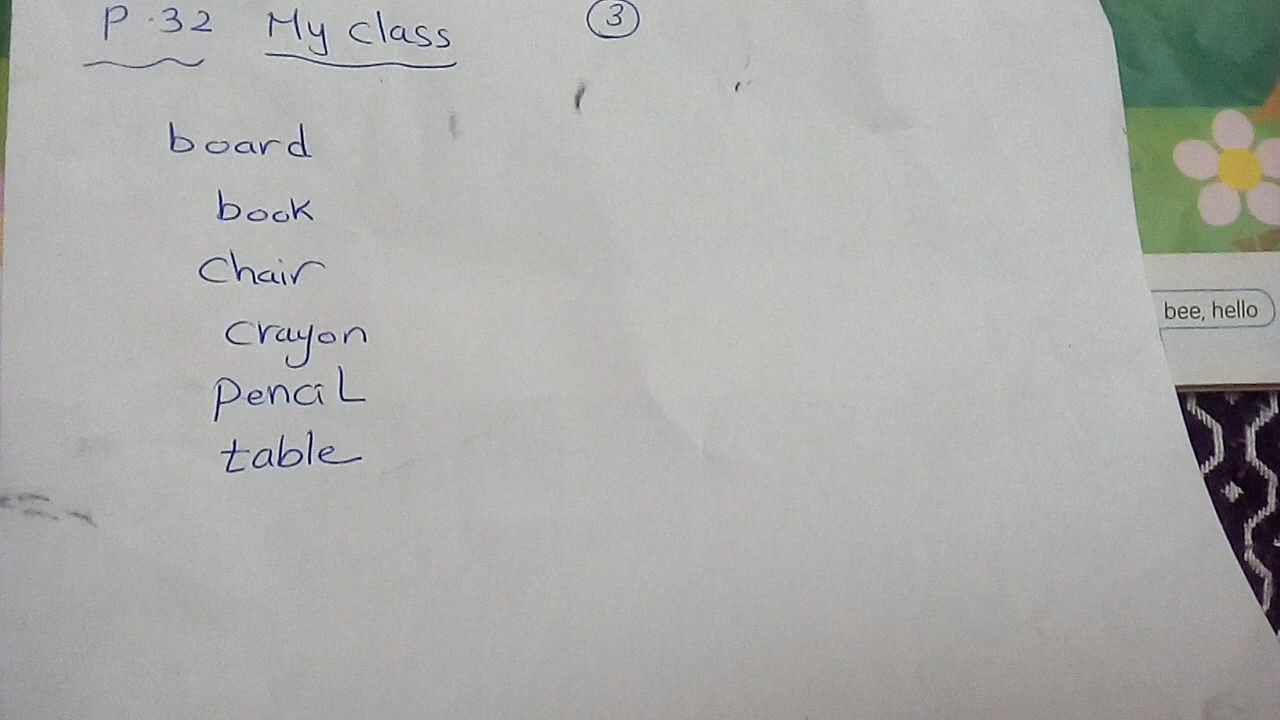 P.32 My class 3
board
book
Chair
Crayon
pencil
table
bee, hello